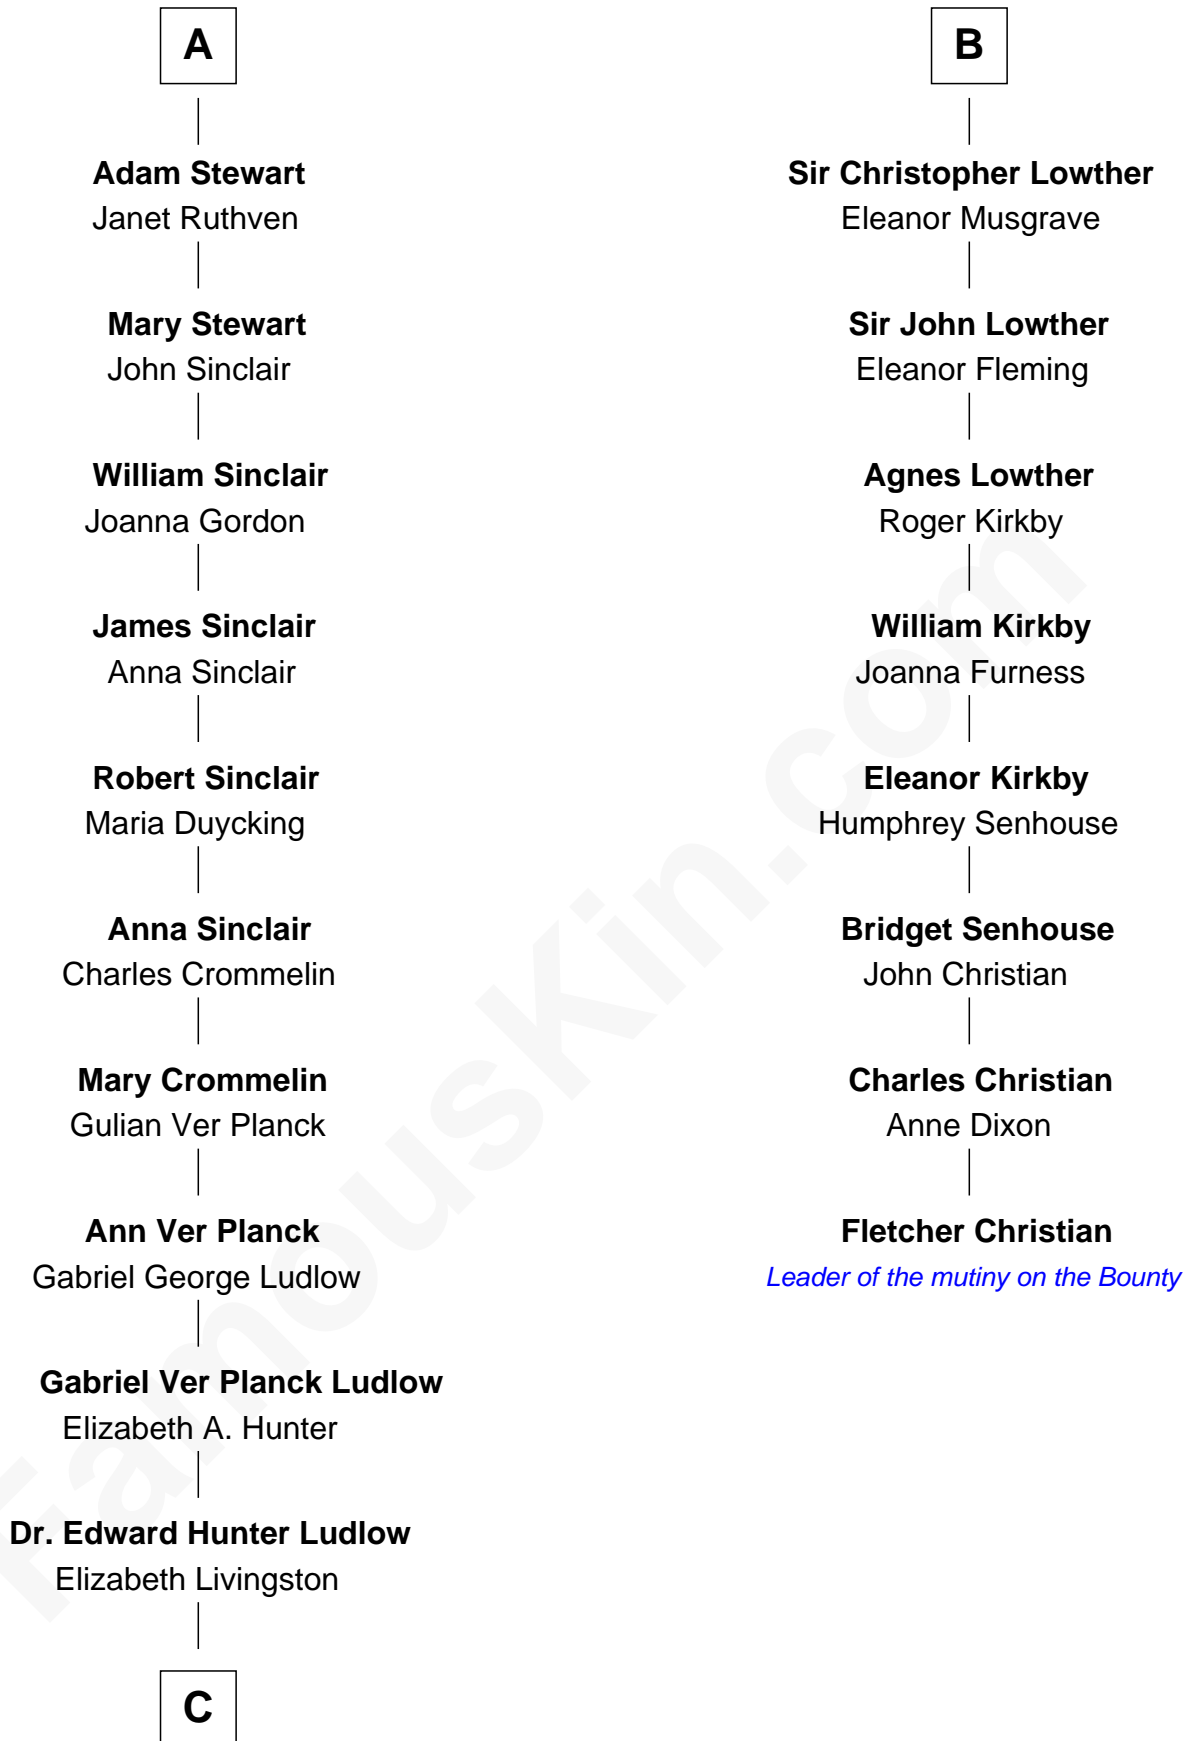 A
Adam Stewart
Janet Ruthven
Mary Stewart
John Sinclair
William Sinclair
Joanna Gordon
James Sinclair
Anna Sinclair
Robert Sinclair
Maria Duycking
Anna Sinclair
Charles Crommelin
Mary Crommelin
Gulian Ver Planck
Ann Ver Planck
Gabriel George Ludlow
Gabriel Ver Planck Ludlow
Elizabeth A. Hunter
Dr. Edward Hunter Ludlow
Elizabeth Livingston
C
B
Sir Christopher Lowther
Eleanor Musgrave
Sir John Lowther
Eleanor Fleming
Agnes Lowther
Roger Kirkby
William Kirkby
Joanna Furness
Eleanor Kirkby
Humphrey Senhouse
Bridget Senhouse
John Christian
Charles Christian
Anne Dixon
Fletcher Christian
Leader of the mutiny on the Bounty
FamousKin.com